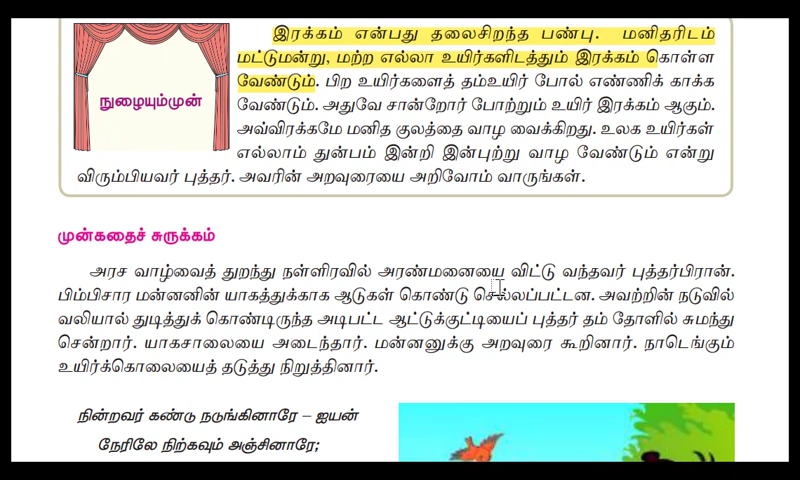 இரக்கம் என்பது தலைசிறந்த பண்பு. மனிதரிடம்
மட்டுமன்று, மற்ற எல்லா உயிர்களிடத்தும் இரக்கம் கொள்ள
வேண்டும். பிற உயிர்களைத் தம்உயிர் போல் எண்ணிக் காக்க
நுழையும்முன்
வேண்டும். அதுவே சான்றோர் போற்றும் உயிர் இரக்கம் ஆகும்.
அவ்விரக்கமே மனித குலத்தை வாழ வைக்கிறது. உலக உயிர்கள்
எல்லாம் துன்பம் இன்றி இன்புற்று வாழ வேண்டும் என்று
விரும்பியவர் புத்தர். அவரின் அறவுரையை அறிவோம் வாருங்கள்.
முன்கதைச் சுருக்கம்
அரச வாழ்வைத் துறந்து நள்ளிரவில் அரண்மனையை விட்டு வந்தவர் புத்தர்பிரான்.
பிம்பிசார மன்னனின் யாகத்துக்காக ஆடுகள் கொண்டு செல்லப்பட்டன. அவற்றின் நடுவில்
வலியால் துடித்துக் கொண்டிருந்த அடிபட்ட ஆட்டுக்குட்டியைப் புத்தர் தம் தோளில் சுமந்து
சென்றார். யாகசாலையை அடைந்தார். மன்னனுக்கு அறவுரை கூறினார். நாடெங்கும்
உயிர்க்கொலையைத் தடுத்து நிறுத்தினார்.
நின்றவர் கண்டு நடுங்கினாரே – ஐயன்
நேரிலே நிற்கவும் அஞ்சினாரே;